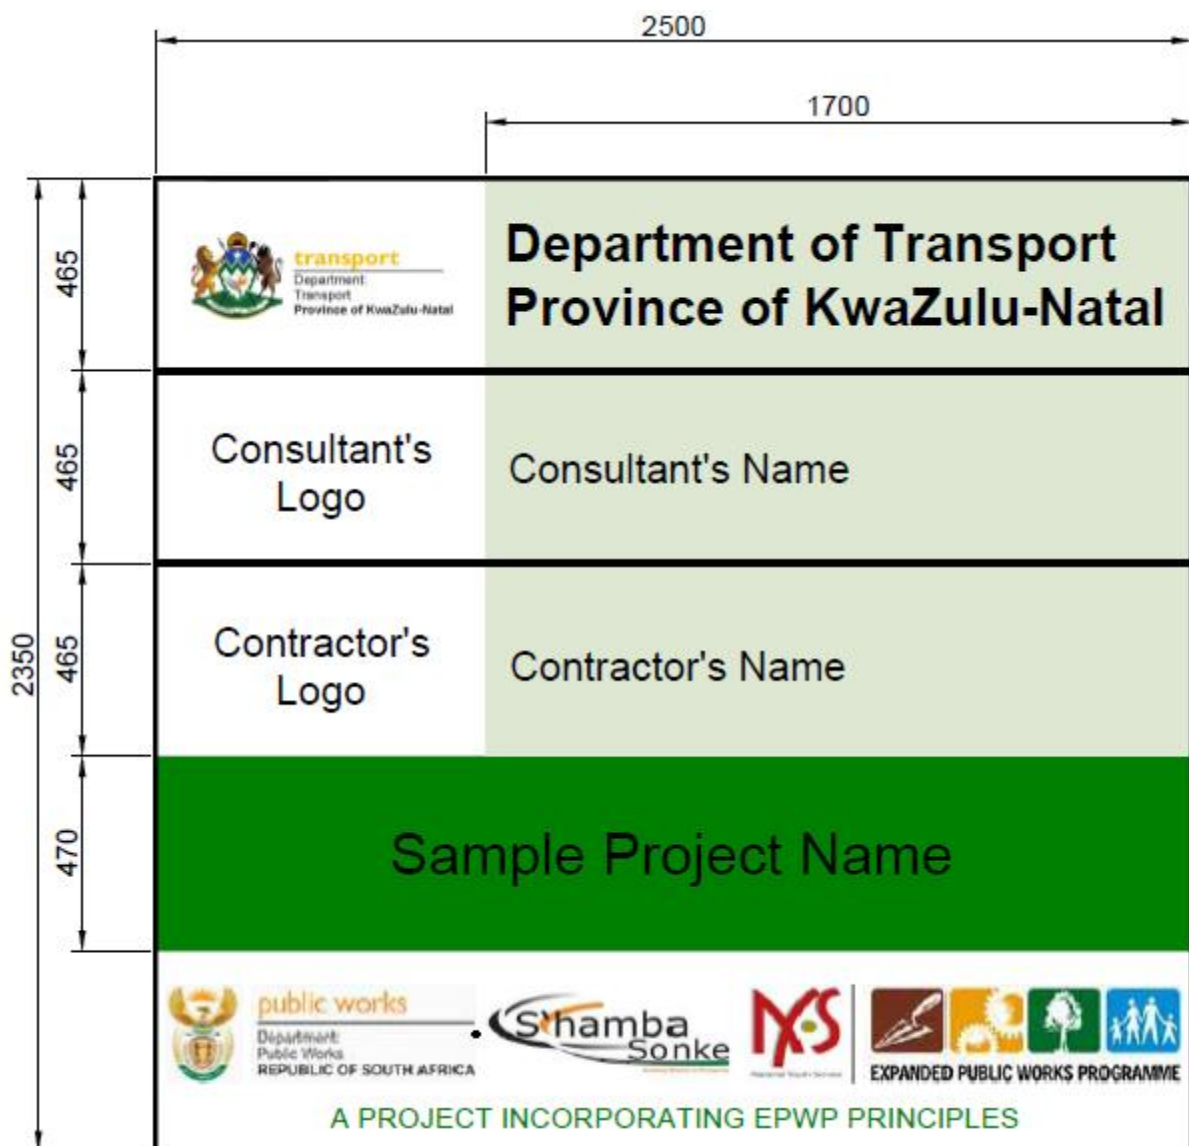 2500
1700
465
transport
Department:
Transport
Province of KwaZulu-Natal
Department of Transport
Province of KwaZulu-Natal
465
Consultant's
Logo
Consultant's Name
2350
465
Contractor's
Logo
Contractor's Name
470
Sample Project Name
public works
Department:
Public Works
REPUBLIC OF SOUTH AFRICA
S'hamba
Sonke
NYS
EXPANDED PUBLIC WORKS PROGRAMME
A PROJECT INCORPORATING EPWP PRINCIPLES